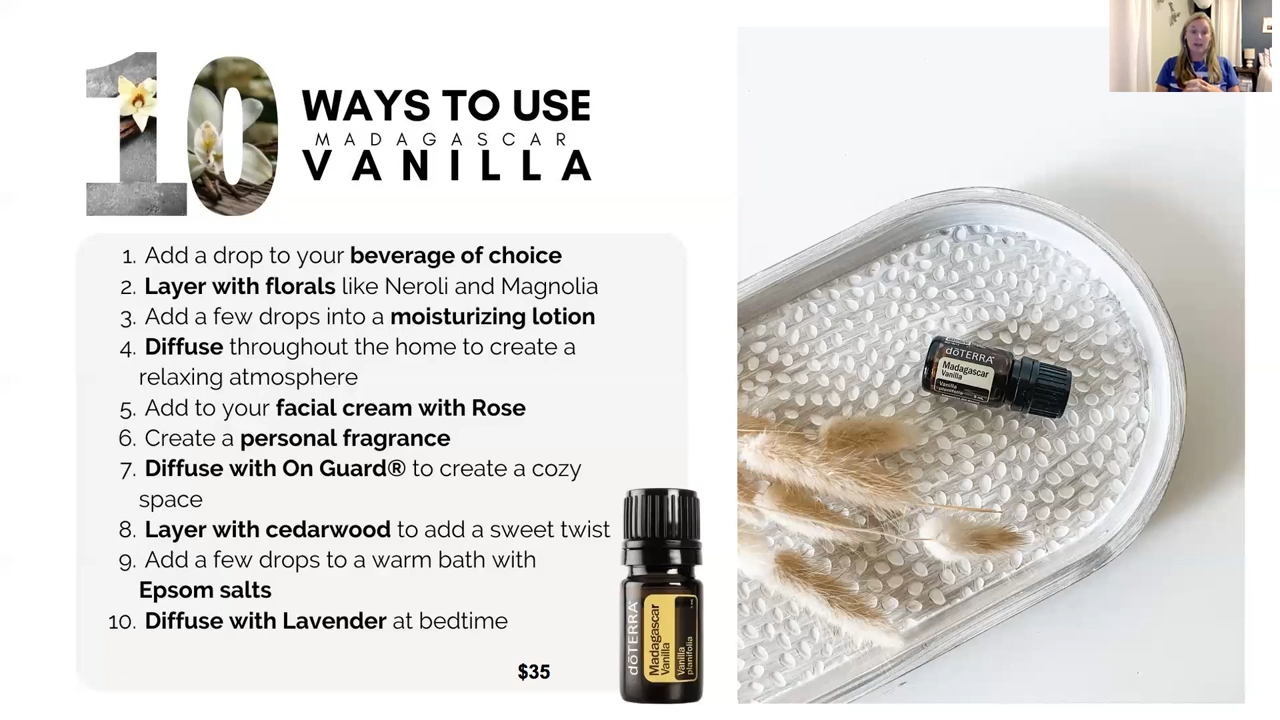 10
WAYS TO USE
MADAGASCAR
VANILLA
1. Add a drop to your beverage of choice
2. Layer with florals like Neroli and Magnolia
3. Add a few drops into a moisturizing lotion
4. Diffuse throughout the home to create a
relaxing atmosphere
5. Add to your facial cream with Rose
6. Create a personal fragrance
7. Diffuse with On Guard® to create a cozy
space
8. Layer with cedarwood to add a sweet twist
9. Add a few drops to a warm bath with
Epsom salts
10. Diffuse with Lavender at bedtime
$35
dōTERRA
Madagascar
Vanilla
Vanilla
planifolia
dōTERRA
Madagascar
Vanilla
Vanilla
planifolia